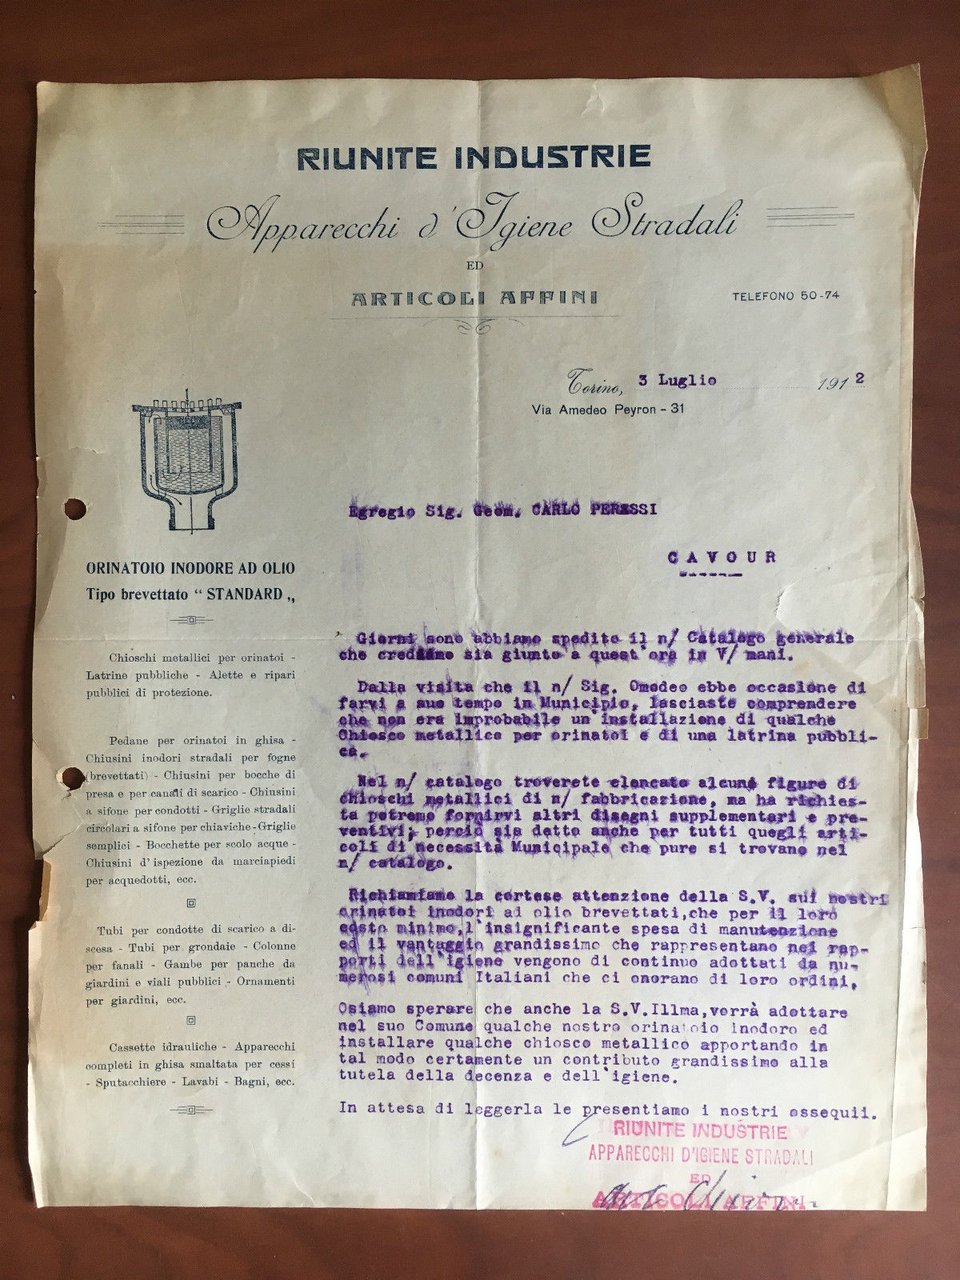 RIUNITE INDUSTRIE
Apparecchi d'Igiene Stradali
ED
ARTICOLI AFFINI
TELEFONO 50-74
Torino, 3 Luglio 1912
Via Amedeo Peyron - 31
Egregio Sig. Geom. CARLO PERESSI
CAVOUR
ORINATOIO INODORE AD OLIO
Tipo brevettato “ STANDARD „
Chioschi metallici per orinatoi -
Latrine pubbliche - Alette e ripari
pubblici di protezione.
Pedane per orinatoi in ghisa -
Chiusini inodori stradali per fogne
(brevettati) - Chiusini per bocche di
presa e per canali di scarico - Chiusini
a sifone per condotti - Griglie stradali
circolari a sifone per chiaviche - Griglie
semplici - Bocchette per scolo acque -
Chiusini d'ispezione da marciapiedi
per acquedotti, ecc.
Tubi per condotte di scarico a di-
scesa - Tubi per grondaie - Colonne
per fanali - Gambe per panche da
giardini e viali pubblici - Ornamenti
per giardini, ecc.
Cassette idrauliche - Apparecchi
completi in ghisa smaltata per cessi
- Sputacchiere - Lavabi - Bagni, ecc.
Giorni sono abbiamo spedito il n/ Catalogo generale
che crediamo sia giunto a quest'ora in V/ mani.
Dalla visita che il n/ Sig. Omodeo ebbe occasione di
farvi a suo tempo in Municipio, lasciaste comprendere
che non era improbabile un'installazione di qualche
Chiosco metallico per orinatoi e di una latrina pubbli-
ca.
Nel n/ catalogo troverete elencate alcune figure di
chioschi metallici di n/ fabbricazione, ma ha richies-
ta potremo fornirvi altri disegni supplementari e pre-
ventivi; perciò sia detto anche per tutti quegli arti-
coli di necessità Municipale che pure si trovano nel
n/ catalogo.
Richiamiamo la cortese attenzione della S.V. sui nostri
orinatoi inodori ad olio brevettati,che per il loro
costo minimo,l'insignificante spesa di manutenzione
ed il vantaggio grandissimo che rappresentano nei rap-
porti dell'igiene vengono di continuo adottati da nu-
merosi comuni Italiani che ci onorano di loro ordini.
Osiamo sperare che anche la S.V.Illma,vorrà adottare
nel suo Comune qualche nostro orinatoio inodoro ed
installare qualche chiosco metallico apportando in
tal modo certamente un contributo grandissimo alla
tutela della decenza e dell'igiene.
In attesa di leggerla le presentiamo i nostri ossequii.
RIUNITE INDUSTRIE
APPARECCHI D'IGIENE STRADALI
ED
ARTICOLI AFFINI